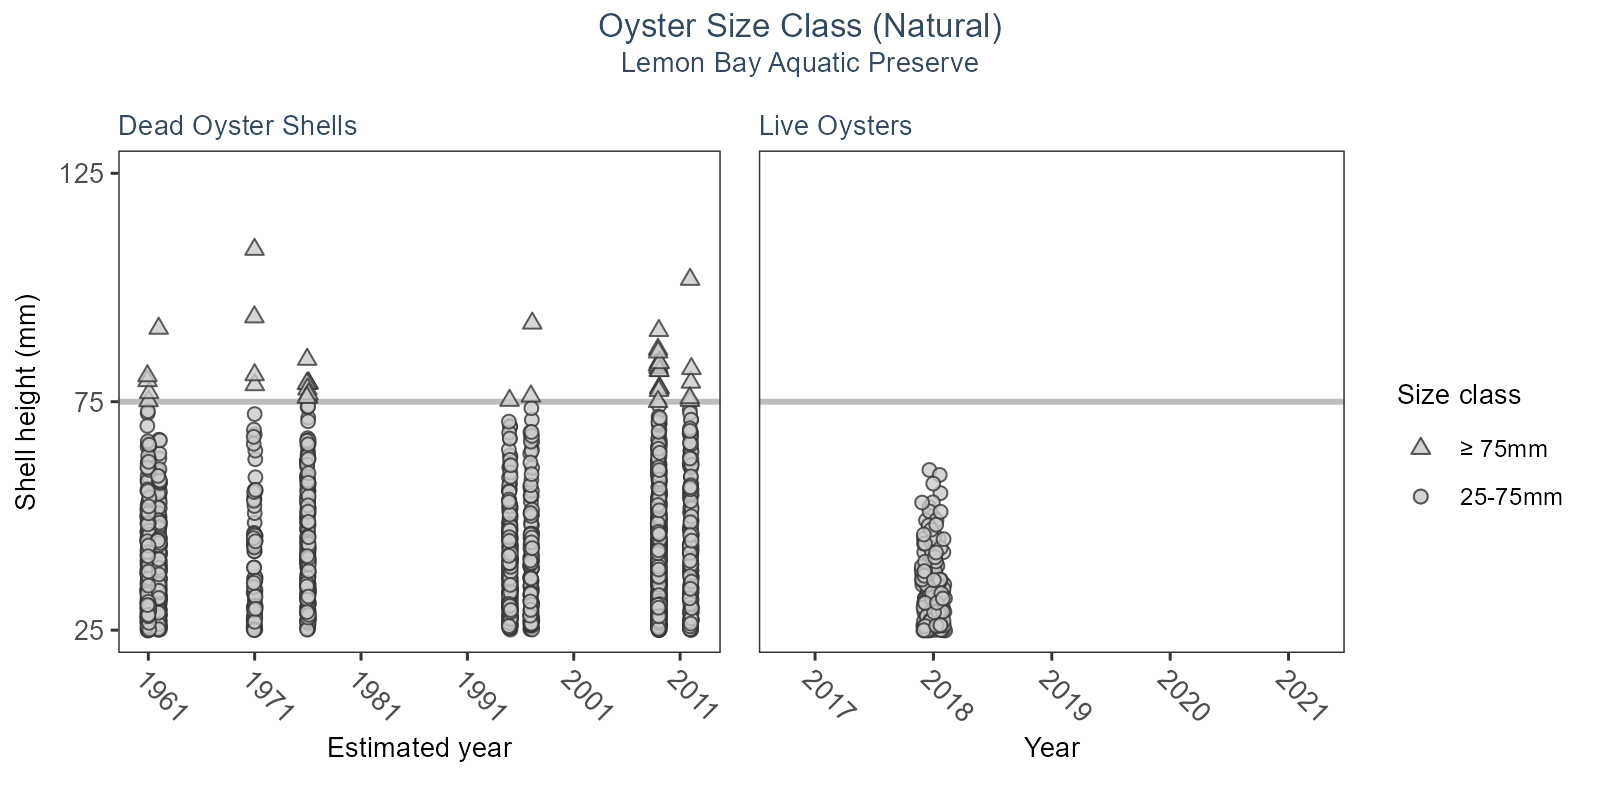 Oyster Size Class (Natural)
Lemon Bay Aquatic Preserve
Dead Oyster Shells
Live Oysters
125
75
25
Shell height (mm)
1961
1971
1981
1991
2001
2011
2017
2018
2019
2020
2021
Estimated year
Year
Size class
≥ 75mm
25-75mm